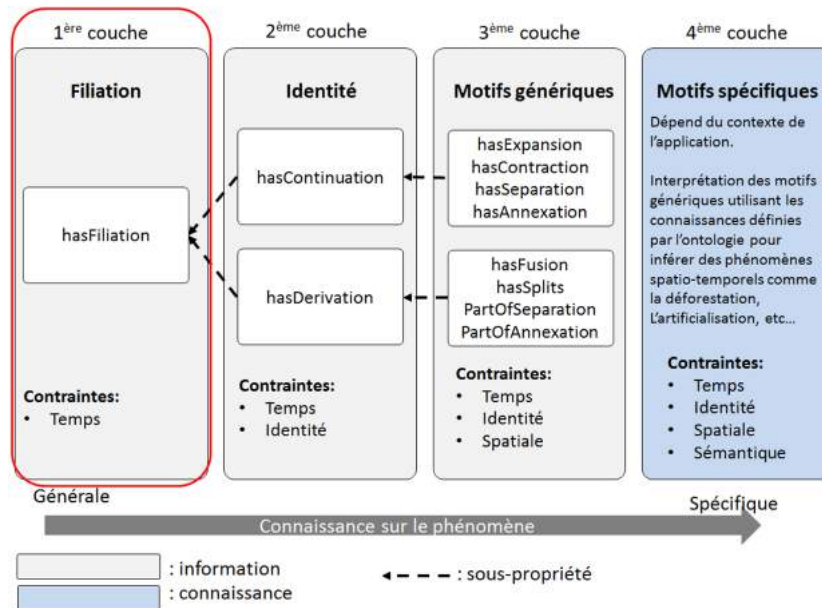 1ère couche
2ème couche
3ème couche
4ème couche
Filiation
hasFiliation
Contraintes:
• Temps
Identité
hasContinuation
hasDerivation
Contraintes:
• Temps
• Identité
Motifs génériques
hasExpansion
hasContraction
hasSeparation
hasAnnexation
hasFusion
hasSplits
PartOfSeparation
PartOfAnnexation
Contraintes:
• Temps
• Identité
• Spatiale
Motifs spécifiques
Dépend du contexte de
l'application.
Interprétation des motifs
génériques utilisant les
connaissances définies
par l'ontologie pour
inférer des phénomènes
spatio-temporels comme
la déforestation,
L'artificialisation, etc...
Contraintes:
• Temps
• Identité
• Spatiale
• Sémantique
Générale
Spécifique
Connaissance sur le phénomène
: information
: connaissance
: sous-propriété